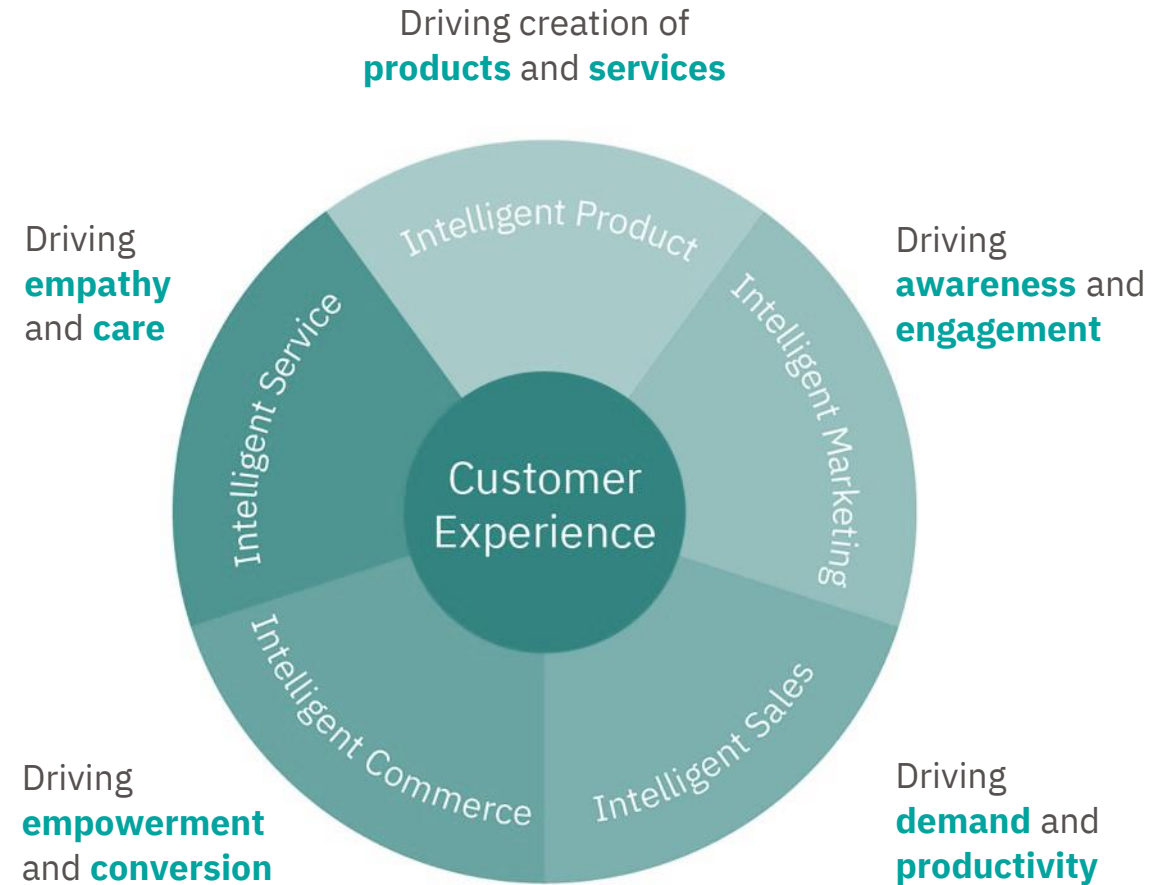 Driving creation of
products and services
Intelligent Product
Driving
empathy
and care
Driving
awareness and
engagement
Intelligent Service
Intelligent Marketing
Customer
Experience
Intelligent Commerce
Intelligent Sales
Driving
empowerment
and conversion
Driving
demand and
productivity